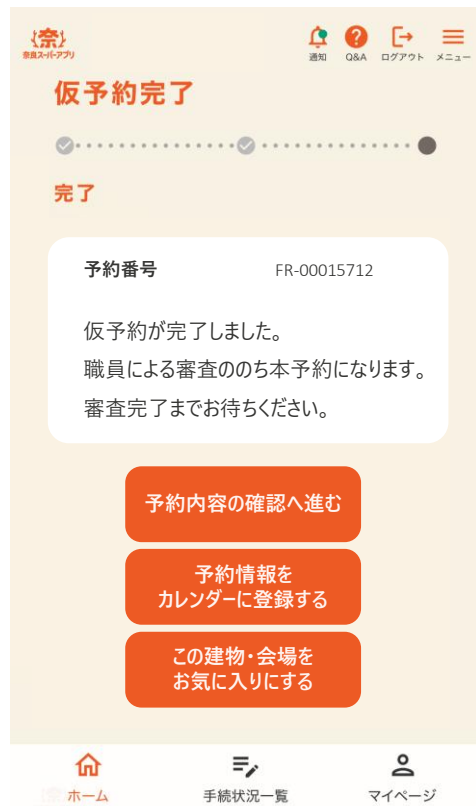 {奈}
奈良スーパーアプリ
通知
Q&A
ログアウト
メニュー
仮予約完了
完了
予約番号 FR-00015712
仮予約が完了しました。
職員による審査ののち本予約になります。
審査完了までお待ちください。
予約内容の確認へ進む
予約情報を
カレンダーに登録する
この建物・会場を
お気に入りにする
ホーム
手続状況一覧
マイページ